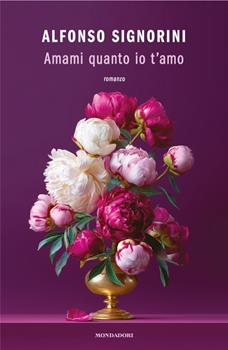 ALFONSO SIGNORINI
Amami quanto io t'amo
romanzo
MONDADORI